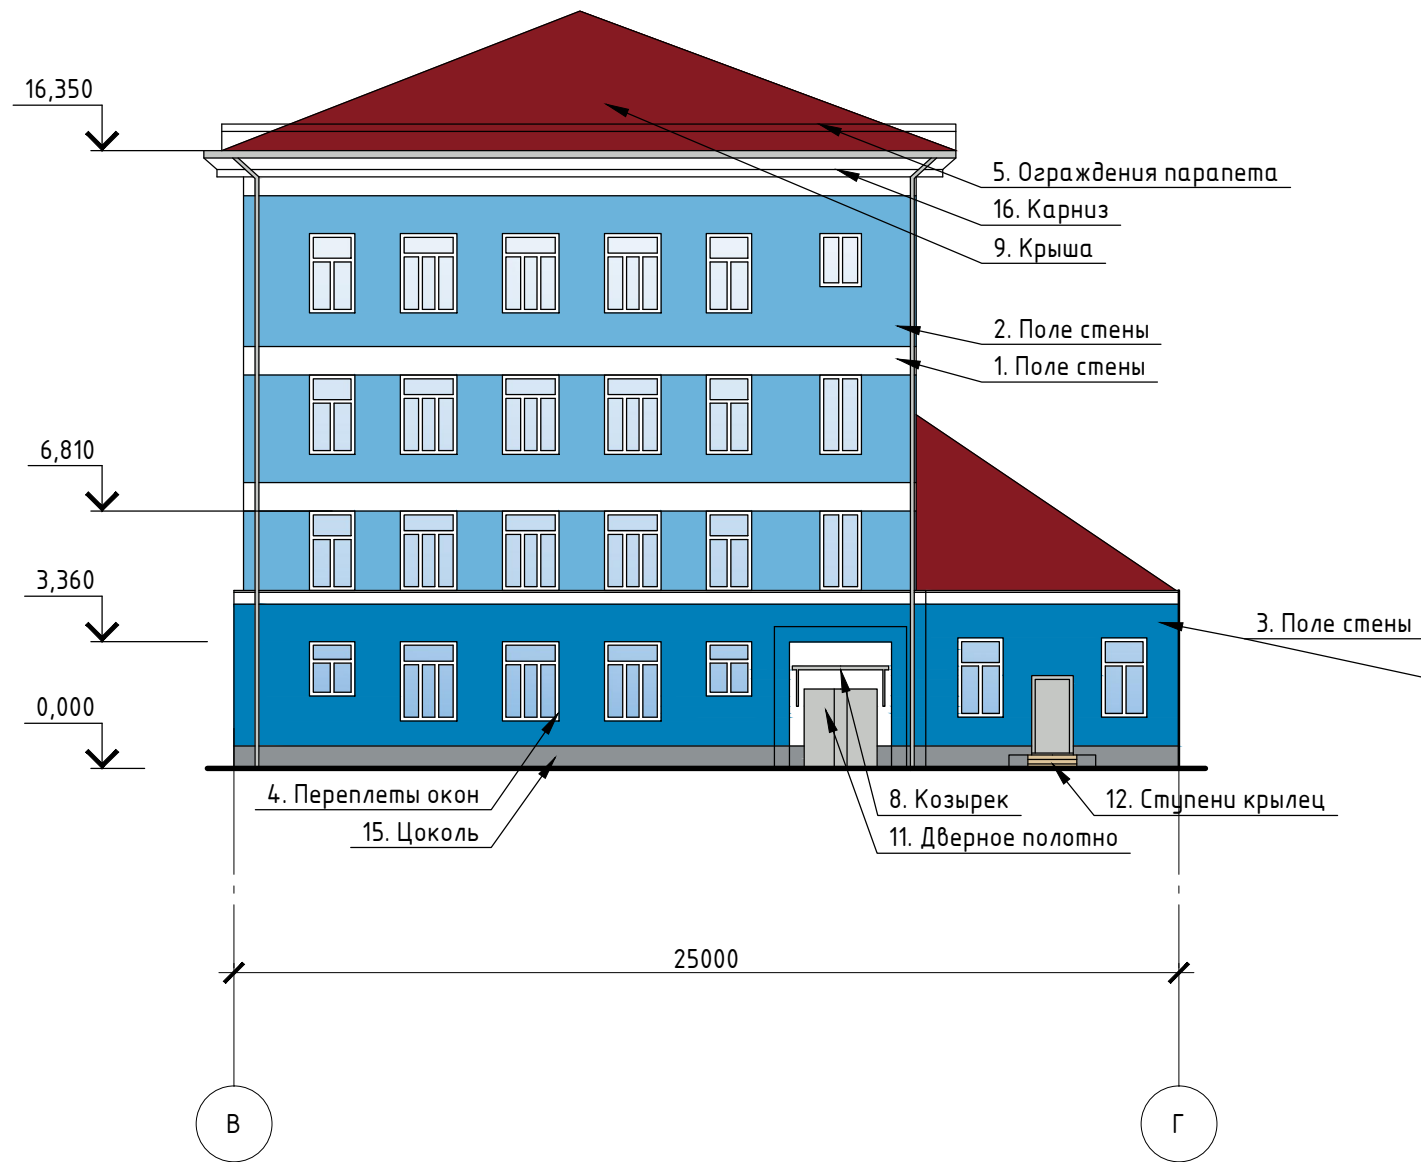 16,350
5. Ограждения парапета
16. Карниз
9. Крыша
2. Поле стены
1. Поле стены
6,810
3,360
3. Поле стены
0,000
4. Переплеты окон
8. Козырек
12. Ступени крылец
15. Цоколь
11. Дверное полотно
25000
В
Г